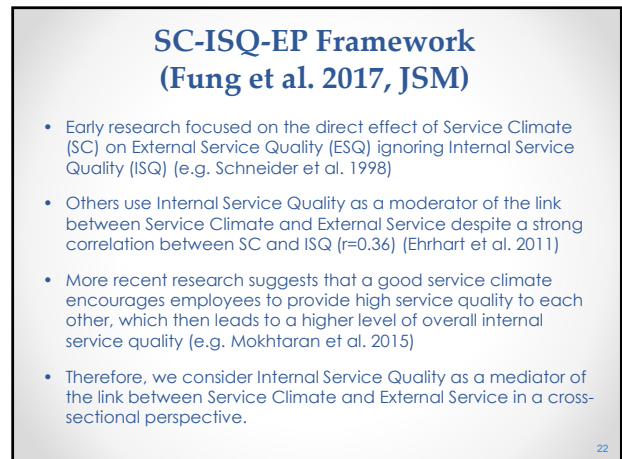 SC-ISQ-EP Framework
(Fung et al. 2017, JSM)
• Early research focused on the direct effect of Service Climate
(SC) on External Service Quality (ESQ) ignoring Internal Service
Quality (ISQ) (e.g. Schneider et al. 1998)
• Others use Internal Service Quality as a moderator of the link
between Service Climate and External Service despite a strong
correlation between SC and ISQ (r=0.36) (Ehrhart et al. 2011)
• More recent research suggests that a good service climate
encourages employees to provide high service quality to each
other, which then leads to a higher level of overall internal
service quality (e.g. Mokhtaran et al. 2015)
• Therefore, we consider Internal Service Quality as a mediator of
the link between Service Climate and External Service in a cross-
sectional perspective.
22